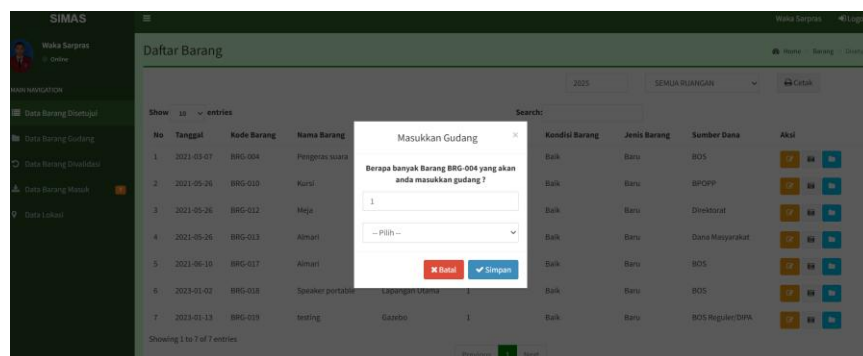 SIMAS
Waka Sarpras
Waka Sarpras
Online
Daftar Barang
Home Barang
MAIN NAVIGATION
2025 SEMUA RUANGAN Cetak
Data Barang Disetujui
Data Barang Gudang
Data Barang Divalidasi
Data Barang Masuk
Data Lokasi
Show 10 entries Search:
No Tanggal Kode Barang Nama Barang Kondisi Barang Jenis Barang Sumber Dana Aksi
1 2021-03-07 BRG-004 Pengeras suara Baik Baru BOS
2 2021-05-26 BRG-010 Kursi Baik Baru BPOPP
3 2021-05-26 BRG-012 Meja Baik Baru Direktorat
4 2021-05-26 BRG-013 Almari Baik Baru Dana Masyarakat
5 2021-06-10 BRG-017 Almari Baik Baru BOS
6 2023-01-02 BRG-018 Speaker portable Lapangan Utama 1 Baik Baru BOS
7 2023-01-13 BRG-019 testing Gazebo 1 Baik Baru BOS Reguler/DIPA
Showing 1 to 7 of 7 entries
Previous 1 Next
Masukkan Gudang ×
Berapa banyak Barang BRG-004 yang akan
anda masukkan gudang ?
1
-- Pilih --
Batal Simpan